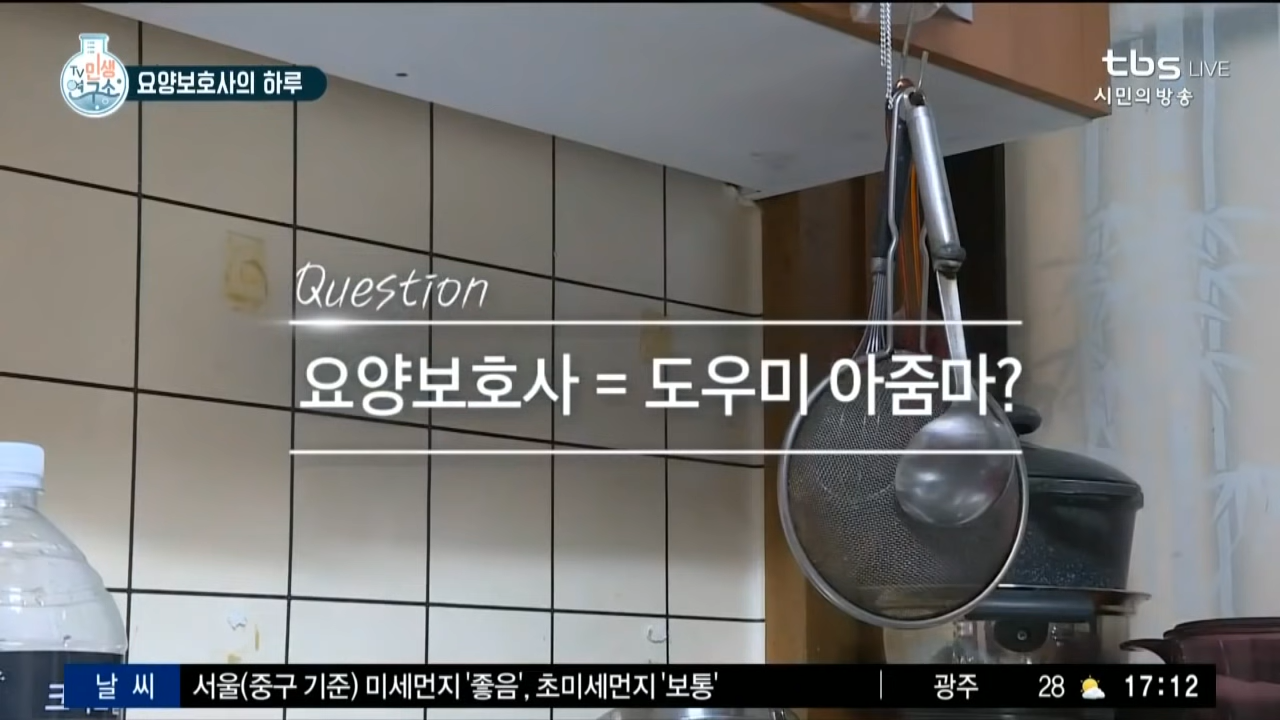 TV민생
연구소
요양보호사의 하루
tbs LIVE
시민의방송
Question
요양보호사 = 도우미 아줌마?
날씨 서울(중구 기준) 미세먼지 '좋음', 초미세먼지 '보통' 광주 28 17:12